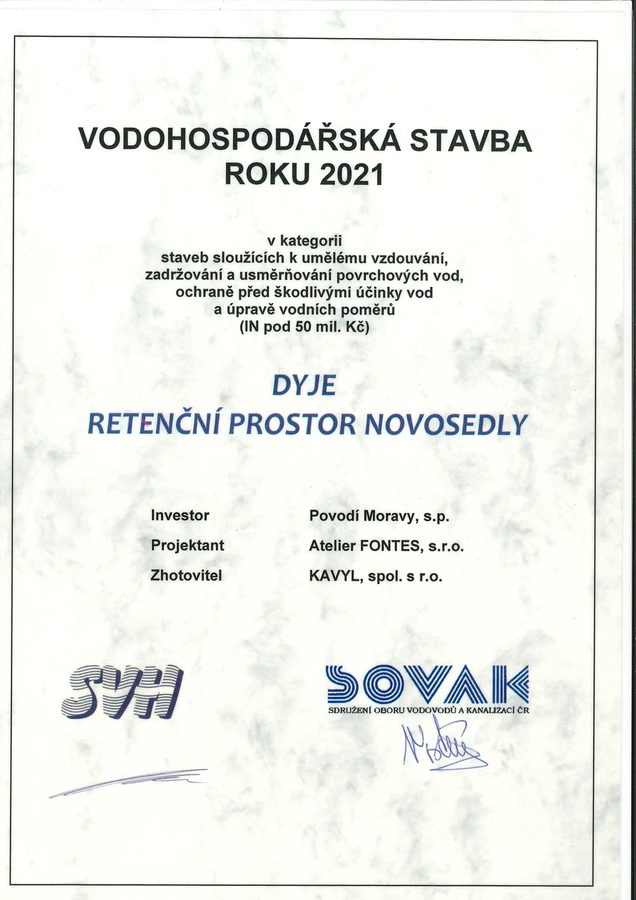 VODOHOSPODÁŘSKÁ STAVBA
ROKU 2021
v kategorii
staveb sloužících k umělému vzdouvání,
zadržování a usměrňování povrchových vod,
ochraně před škodlivými účinky vod
a úpravě vodních poměrů
(IN pod 50 mil. Kč)
DYJE
RETENČNÍ PROSTOR NOVOSEDLY
Investor Povodí Moravy, s.p.
Projektant Atelier FONTES, s.r.o.
Zhotovitel KAVYL, spol. s r.o.
SVH
SOVAK
SDRUŽENÍ OBORU VODOVODŮ A KANALIZACÍ ČR